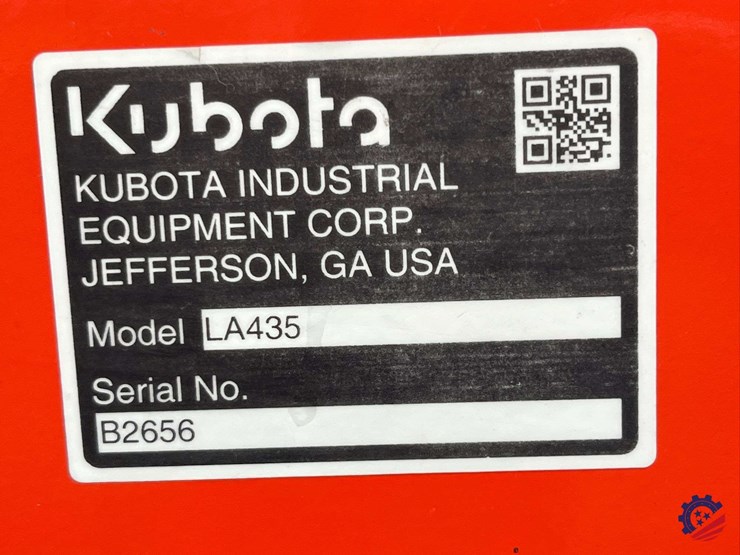 Kubota
KUBOTA INDUSTRIAL
EQUIPMENT CORP.
JEFFERSON, GA USA
Model LA435
Serial No.
B2656